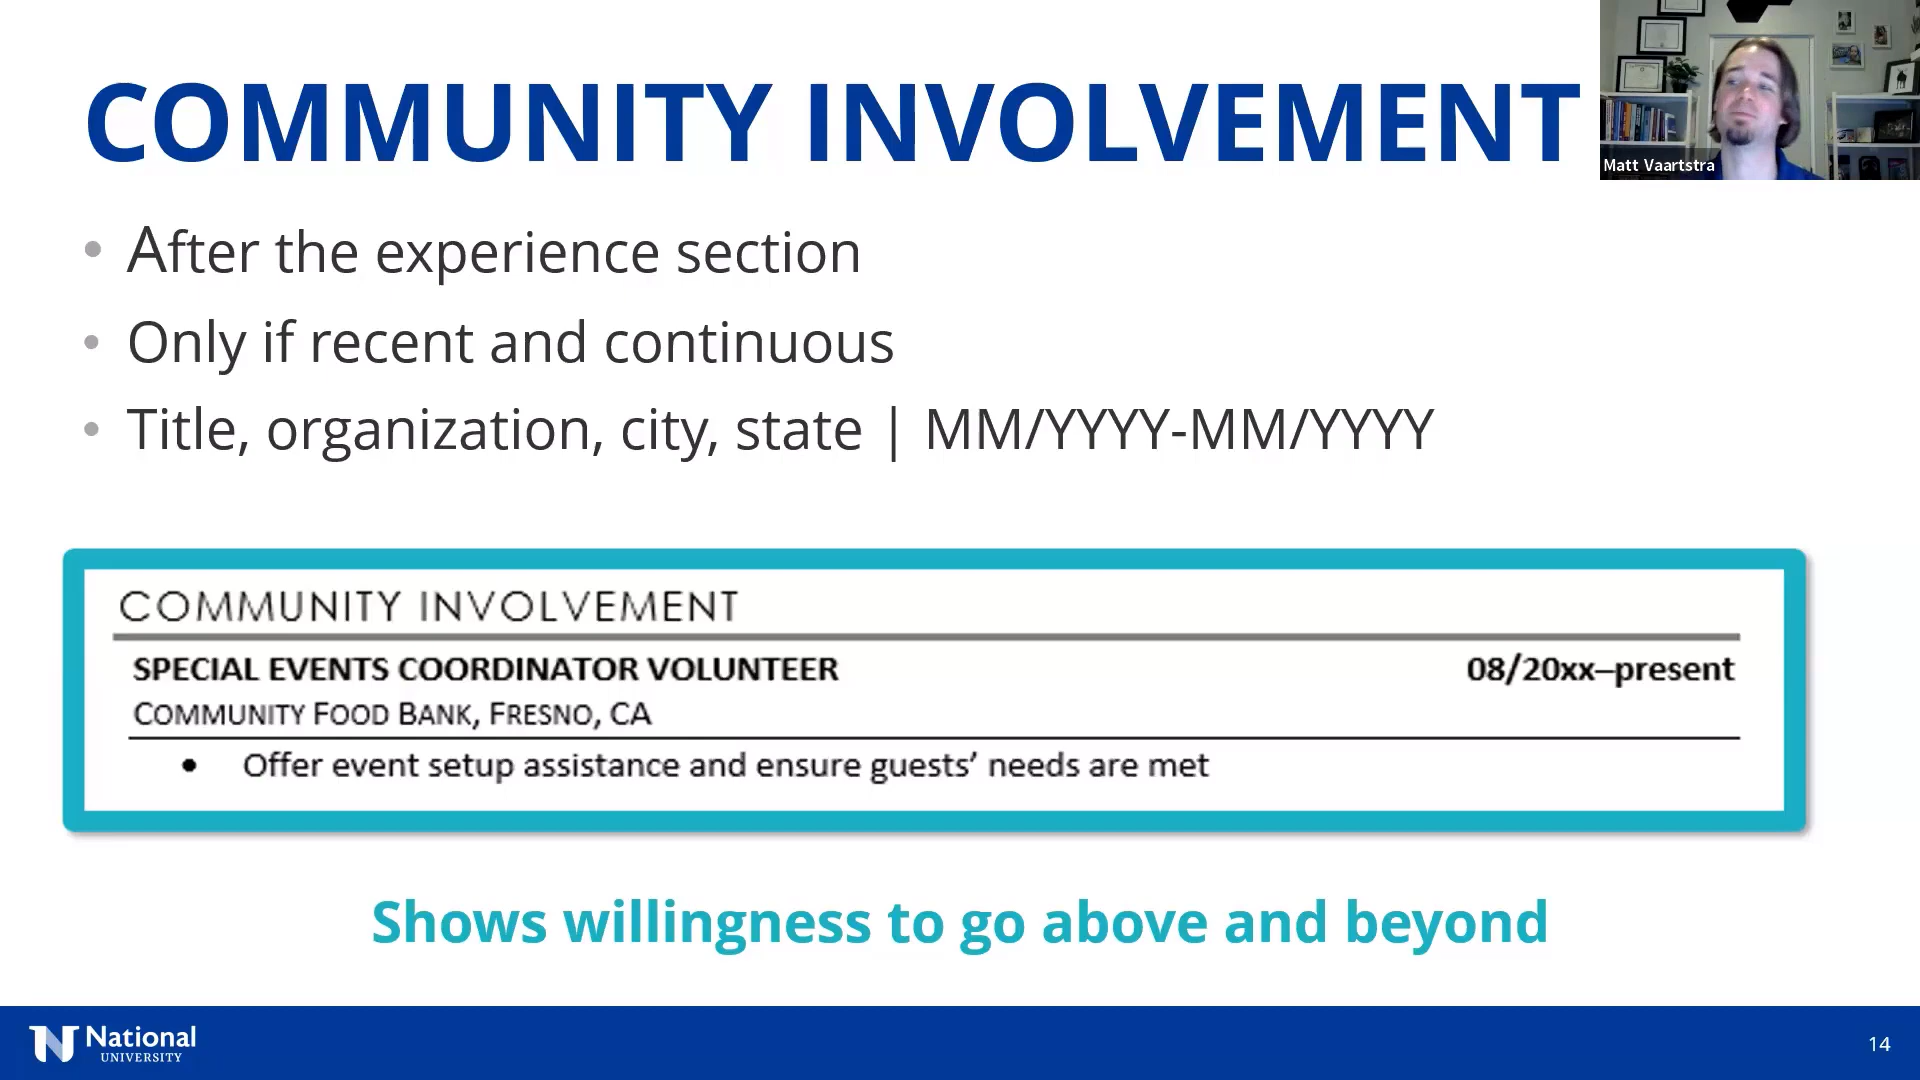 COMMUNITY INVOLVEMENT
Matt Vaartstra
• After the experience section
• Only if recent and continuous
• Title, organization, city, state | MM/YYYY-MM/YYYY
COMMUNITY INVOLVEMENT
SPECIAL EVENTS COORDINATOR VOLUNTEER 08/20xx–present
COMMUNITY FOOD BANK, FRESNO, CA
• Offer event setup assistance and ensure guests’ needs are met
Shows willingness to go above and beyond
National
UNIVERSITY
14